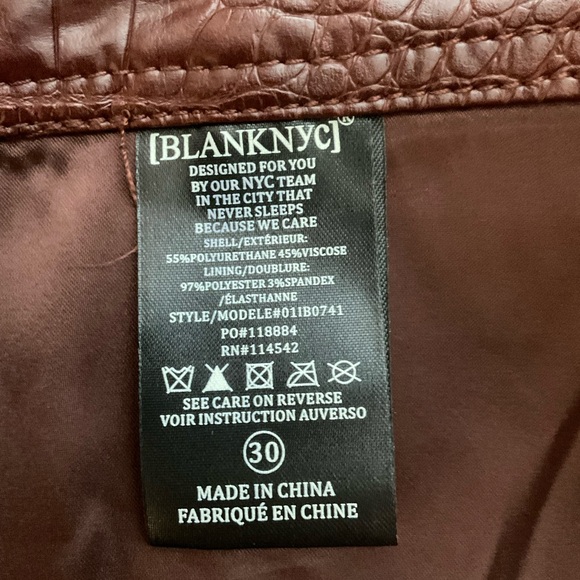 [BLANKNYC]®
DESIGNED FOR YOU
BY OUR NYC TEAM
IN THE CITY THAT
NEVER SLEEPS
BECAUSE WE CARE
SHELL/EXTÉRIEUR:
55%POLYURETHANE 45%VISCOSE
LINING/DOUBLURE:
97%POLYESTER 3%SPANDEX
/ÉLASTHANNE
STYLE/MODELE#01IB0741
PO#118884
RN#114542
SEE CARE ON REVERSE
VOIR INSTRUCTION AUVERSO
30
MADE IN CHINA
FABRIQUÉ EN CHINE